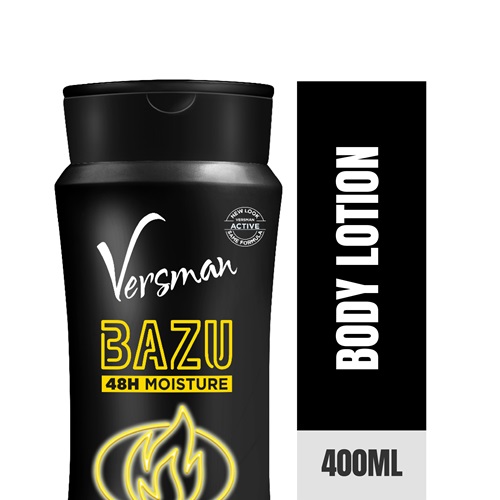 NEW LOOK
VERSMAN
ACTIVE
SAME FORMULA
Versman
BAZU
48H MOISTURE
BODY LOTION
400ML